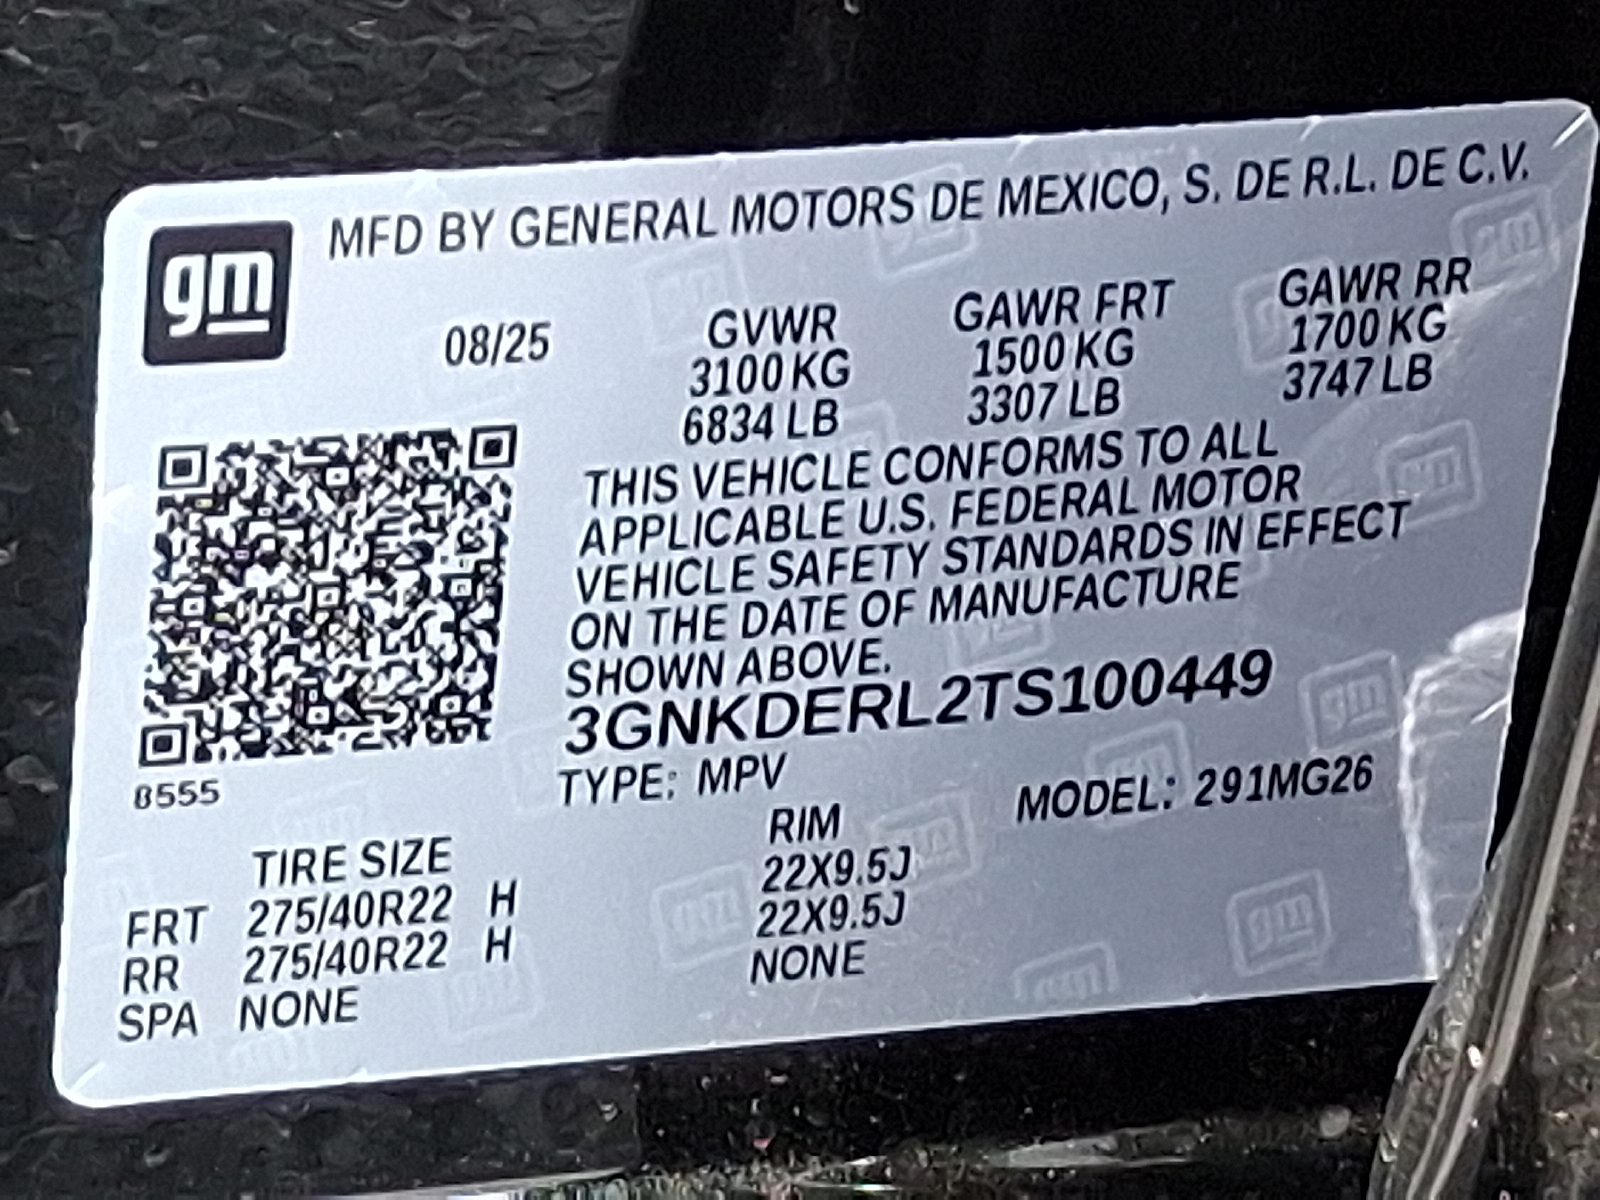 gm
MFD BY GENERAL MOTORS DE MEXICO, S. DE R.L. DE C.V.
08/25
GVWR
3100 KG
6834 LB
GAWR FRT
1500 KG
3307 LB
GAWR RR
1700 KG
3747 LB
THIS VEHICLE CONFORMS TO ALL
APPLICABLE U.S. FEDERAL MOTOR
VEHICLE SAFETY STANDARDS IN EFFECT
ON THE DATE OF MANUFACTURE
SHOWN ABOVE.
3GNKDERL2TS100449
8555
TYPE: MPV
MODEL: 291MG26
TIRE SIZE RIM
FRT 275/40R22 H 22X9.5J
RR 275/40R22 H 22X9.5J
SPA NONE NONE